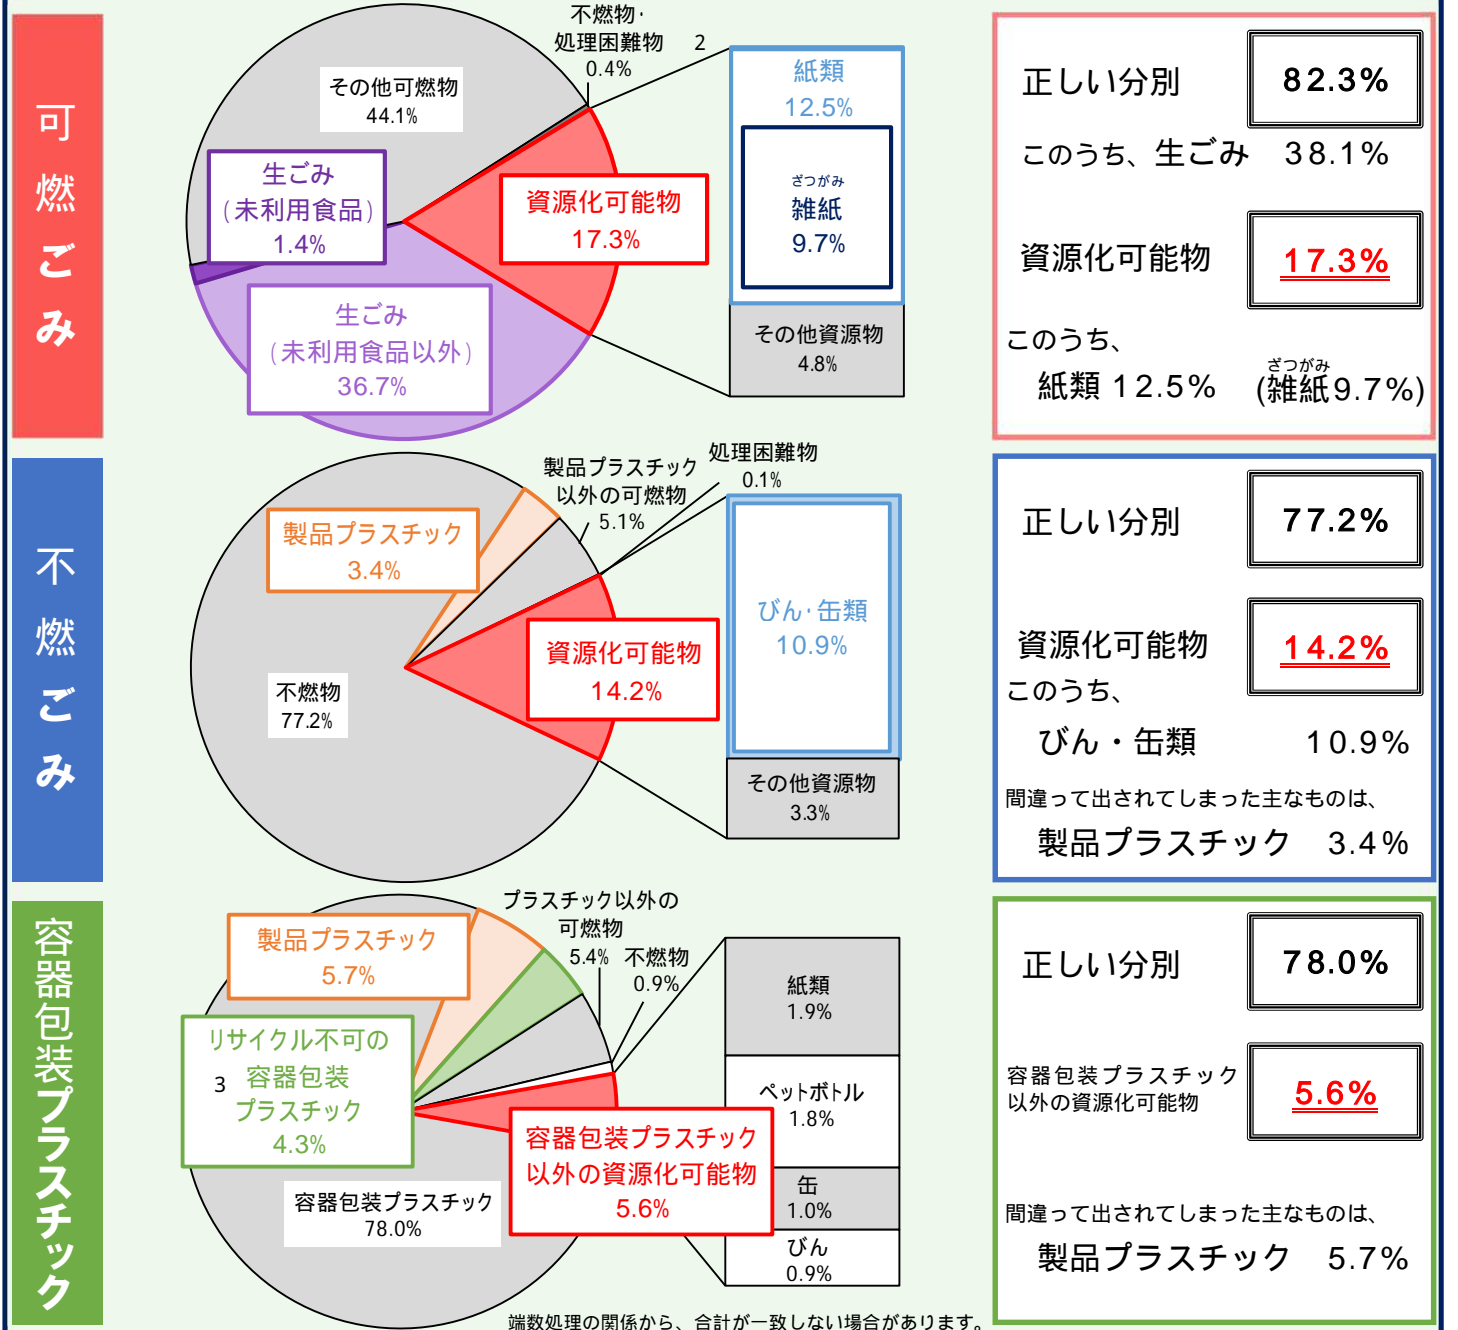 可燃ごみ
不燃物・
処理困難物
0.4%
2
その他可燃物
44.1%
生ごみ
(未利用食品)
1.4%
生ごみ
(未利用食品以外)
36.7%
資源化可能物
17.3%
紙類
12.5%
ざつがみ
雑紙
9.7%
その他資源物
4.8%
正しい分別
82.3%
このうち、生ごみ 38.1%
資源化可能物
17.3%
このうち、
ざつがみ
紙類 12.5% (雑紙9.7%)
不燃ごみ
製品プラスチック
以外の可燃物
5.1%
処理困難物
0.1%
製品プラスチック
3.4%
不燃物
77.2%
資源化可能物
14.2%
びん・缶類
10.9%
その他資源物
3.3%
正しい分別
77.2%
資源化可能物
14.2%
このうち、
びん・缶類 10.9%
間違って出されてしまった主なものは、
製品プラスチック 3.4%
容器包装プラスチック
プラスチック以外の
可燃物
5.4%
不燃物
0.9%
製品プラスチック
5.7%
リサイクル不可の
3 容器包装
プラスチック
4.3%
容器包装プラスチック
78.0%
容器包装プラスチック
以外の資源化可能物
5.6%
紙類
1.9%
ペットボトル
1.8%
缶
1.0%
びん
0.9%
正しい分別
78.0%
容器包装プラスチック
以外の資源化可能物
5.6%
間違って出されてしまった主なものは、
製品プラスチック 5.7%
端数処理の関係から、合計が一致しない場合があります。